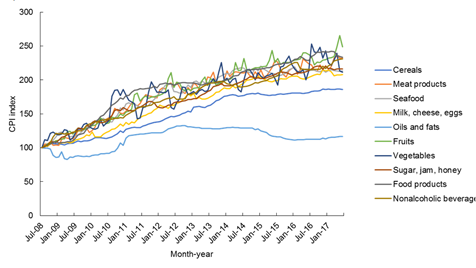 300
250
200
150
100
50
0
CPI index
Jul-08
Jan-09
Jul-09
Jan-10
Jul-10
Jan-11
Jul-11
Jan-12
Jul-12
Jan-13
Jul-13
Jan-14
Jul-14
Jan-15
Jul-15
Jan-16
Jul-16
Jan-17
Month-year
Cereals
Meat products
Seafood
Milk, cheese, eggs
Oils and fats
Fruits
Vegetables
Sugar, jam, honey
Food products
Nonalcoholic beverage